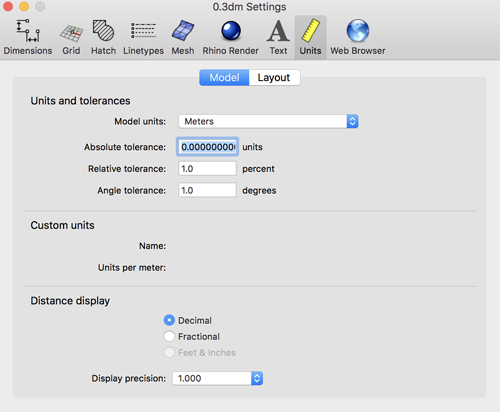 0.3dm Settings
Dimensions Grid Hatch Linetypes Mesh Rhino Render Text Units Web Browser
Model Layout
Units and tolerances
Model units: Meters
Absolute tolerance: 0.00000000 units
Relative tolerance: 1.0 percent
Angle tolerance: 1.0 degrees
Custom units
Name:
Units per meter:
Distance display
Decimal
Fractional
Feet & Inches
Display precision: 1.000